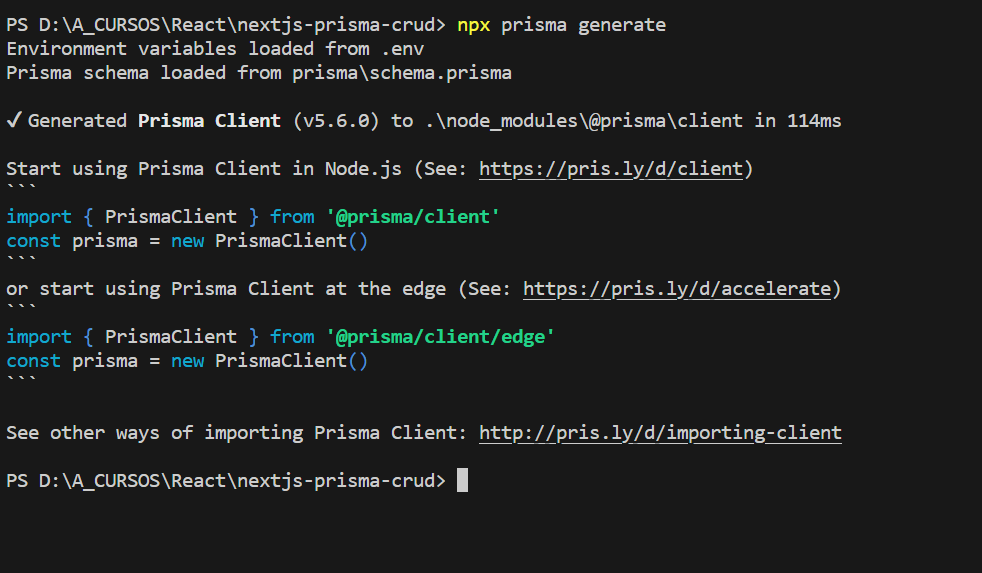 PS D:\A_CURSOS\React\nextjs-prisma-crud> npx prisma generate
Environment variables loaded from .env
Prisma schema loaded from prisma\schema.prisma
✓ Generated Prisma Client (v5.6.0) to .\node_modules\@prisma\client in 114ms
Start using Prisma Client in Node.js (See: https://pris.ly/d/client)
```
import { PrismaClient } from '@prisma/client'
const prisma = new PrismaClient()
```
or start using Prisma Client at the edge (See: https://pris.ly/d/accelerate)
```
import { PrismaClient } from '@prisma/client/edge'
const prisma = new PrismaClient()
```
See other ways of importing Prisma Client: http://pris.ly/d/importing-client
PS D:\A_CURSOS\React\nextjs-prisma-crud>